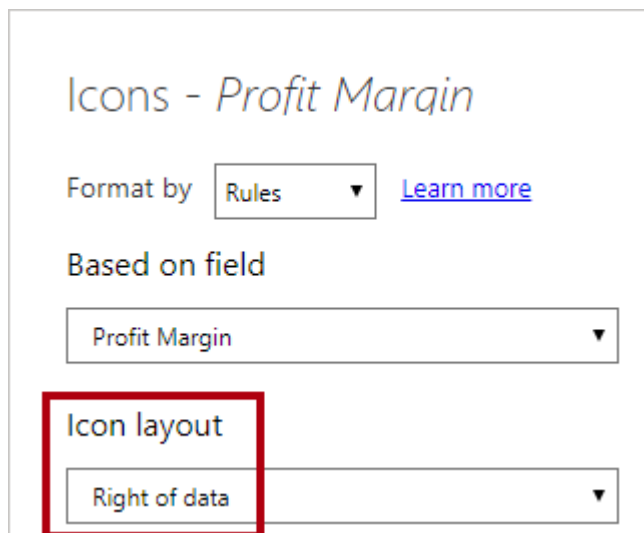 Icons - Profit Margin
Format by Rules Learn more
Based on field
Profit Margin
Icon layout
Right of data